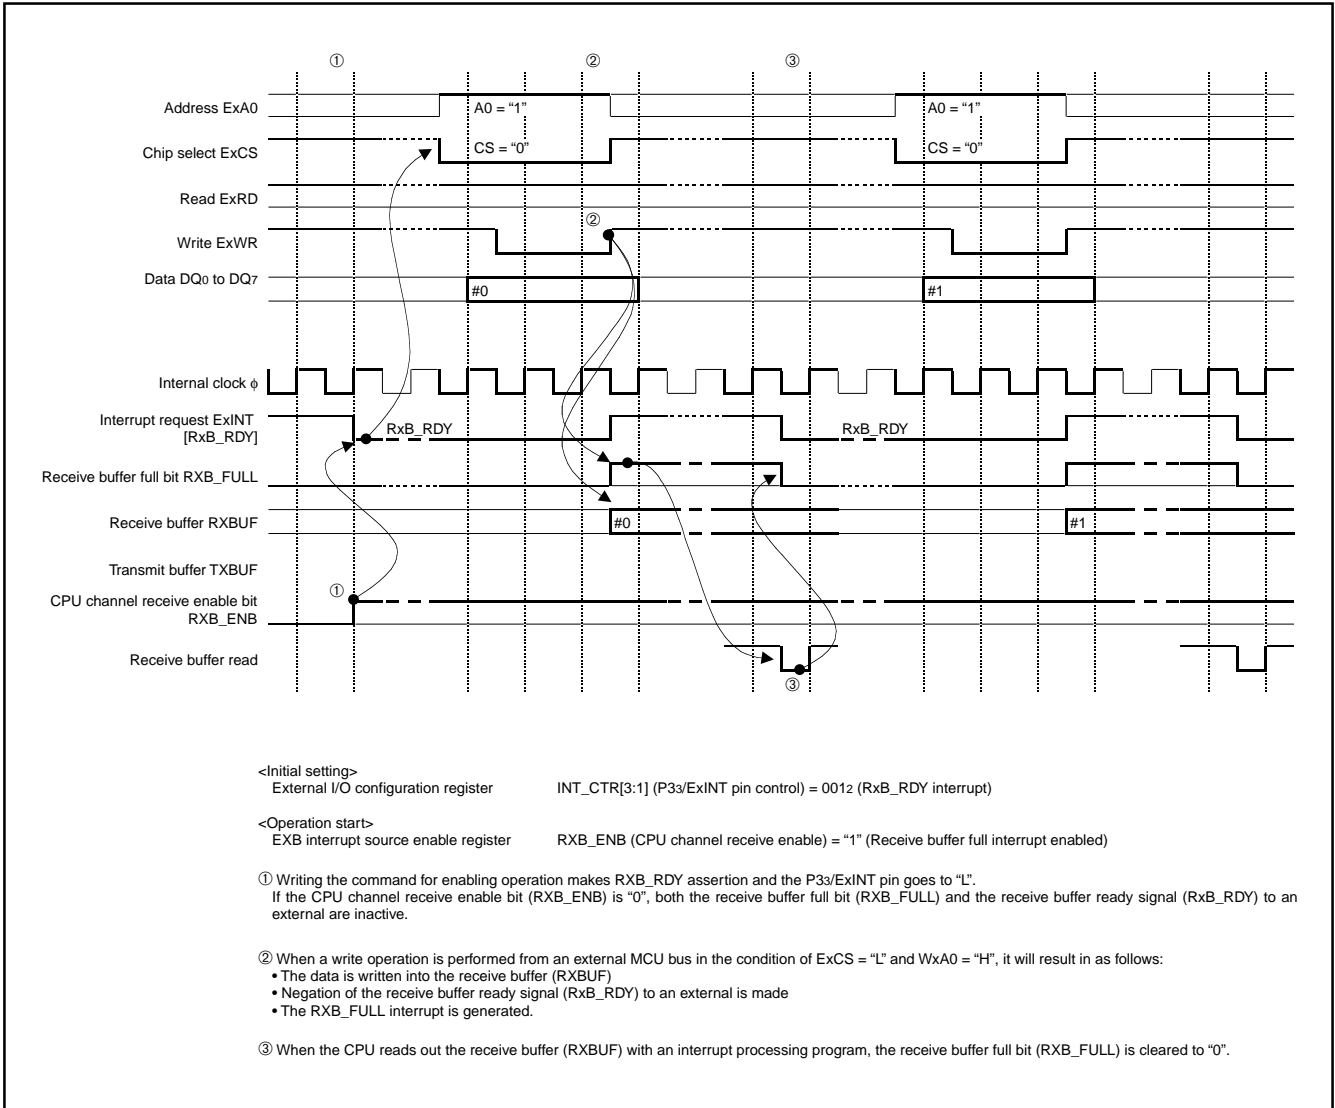 ① ② ③
Address ExA0
A0 = “1” A0 = “1”
Chip select ExCS
CS = “0” CS = “0”
Read ExRD
②
Write ExWR
Data DQ0 to DQ7
#0 #1
Internal clock ϕ
Interrupt request ExINT
[RxB_RDY]
RxB_RDY RxB_RDY
Receive buffer full bit RXB_FULL
Receive buffer RXBUF
#0 #1
Transmit buffer TXBUF
①
CPU channel receive enable bit
RXB_ENB
Receive buffer read
③
<Initial setting>
External I/O configuration register INT_CTR[3:1] (P33/ExINT pin control) = 0012 (RxB_RDY interrupt)
<Operation start>
EXB interrupt source enable register RXB_ENB (CPU channel receive enable) = “1” (Receive buffer full interrupt enabled)
① Writing the command for enabling operation makes RXB_RDY assertion and the P33/ExINT pin goes to “L”.
If the CPU channel receive enable bit (RXB_ENB) is “0”, both the receive buffer full bit (RXB_FULL) and the receive buffer ready signal (RxB_RDY) to an
external are inactive.
② When a write operation is performed from an external MCU bus in the condition of ExCS = “L” and WxA0 = “H”, it will result in as follows:
• The data is written into the receive buffer (RXBUF)
• Negation of the receive buffer ready signal (RxB_RDY) to an external is made
• The RXB_FULL interrupt is generated.
③ When the CPU reads out the receive buffer (RXBUF) with an interrupt processing program, the receive buffer full bit (RXB_FULL) is cleared to “0”.